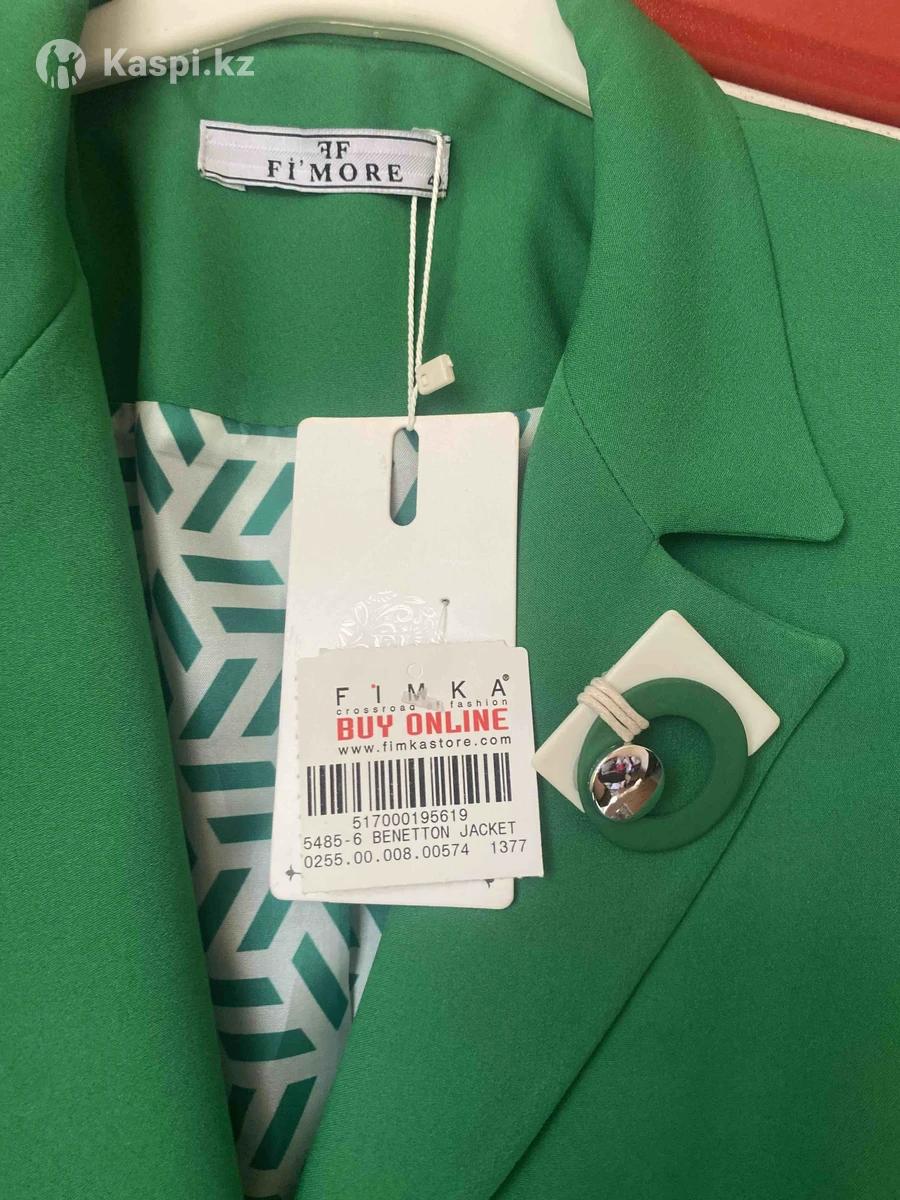 Kaspi.kz
FF
Fi'MORE
FiMKA®
crossroad of fashion
BUY ONLINE
www.fimkastore.com
517000195619
5485-6 BENETTON JACKET
0255.00.008.00574 1377